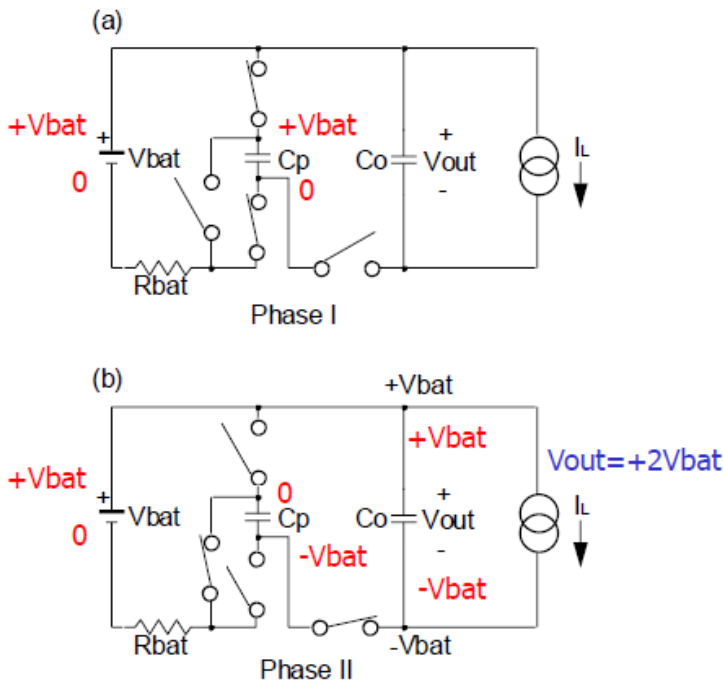 (a)
+Vbat
+
Vbat
0
+Vbat
Cp
0
Co
+
Vout
-
IL
Rbat
Phase I
(b)
+Vbat
+Vbat
+Vbat
+
Vbat
0
0
Cp
-Vbat
Co
+
Vout
-
-Vbat
Vout=+2Vbat
IL
Rbat
-Vbat
Phase II